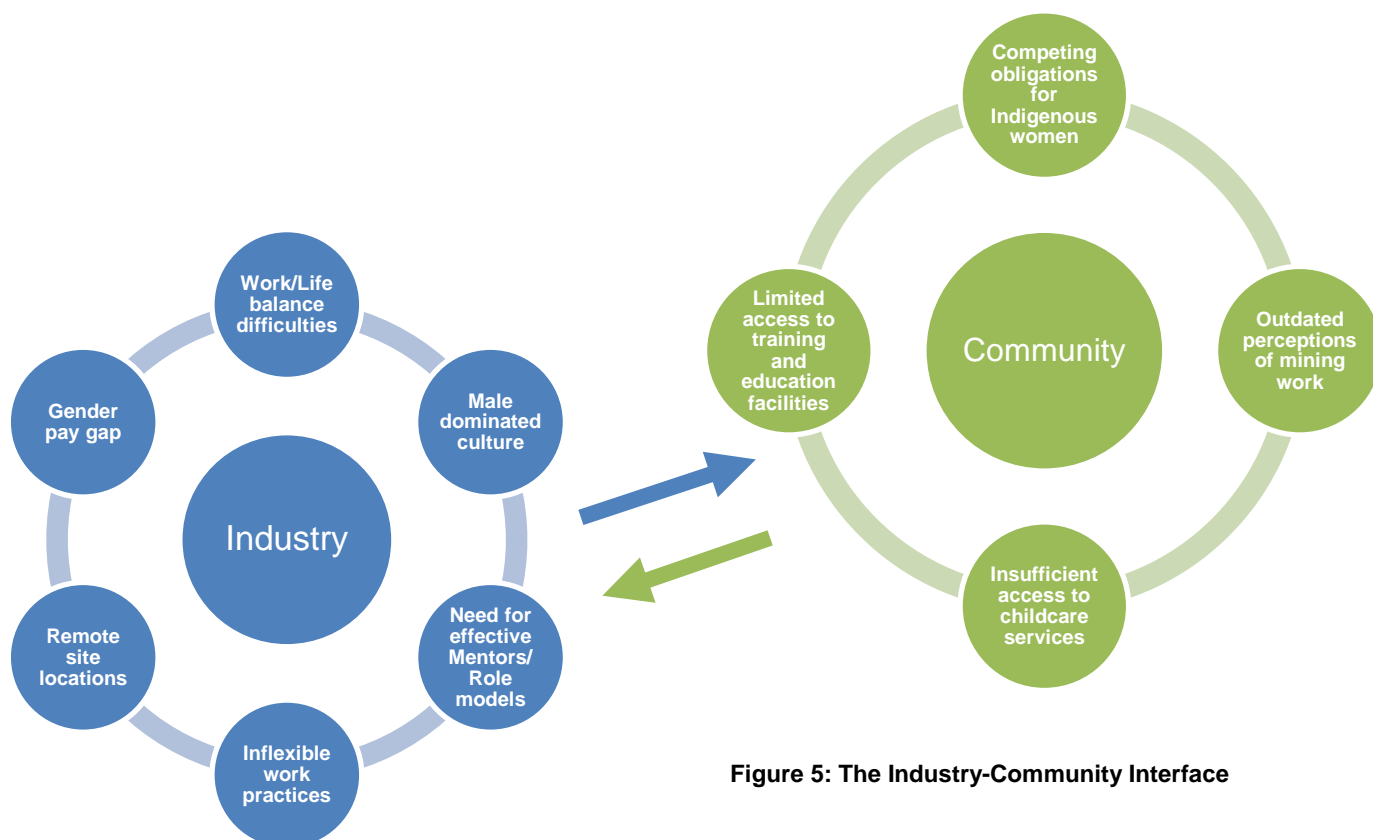 Competing
obligations
for
Indigenous
women
Limited
access to
training
and
education
facilities
Community
Outdated
perceptions
of mining
work
Insufficient
access to
childcare
services
Work/Life
balance
difficulties
Gender
pay gap
Male
dominated
culture
Industry
Remote
site
locations
Need for
effective
Mentors/
Role
models
Inflexible
work
practices
Figure 5: The Industry-Community Interface